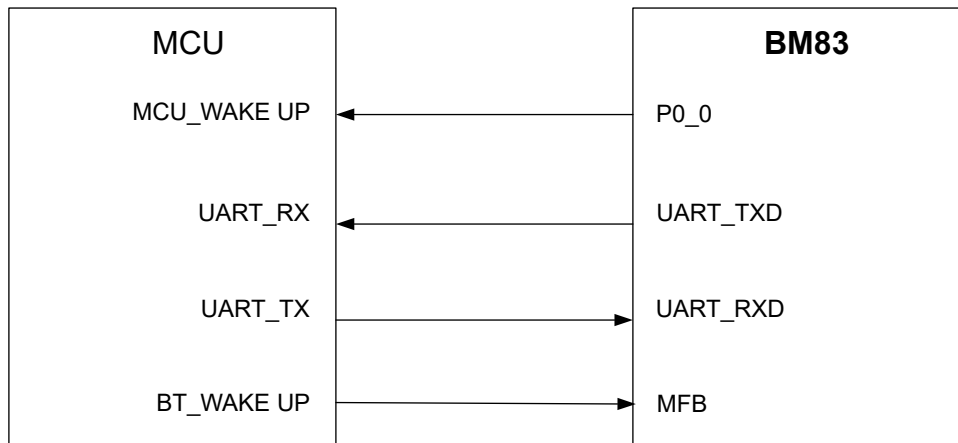 MCU
BM83
MCU_WAKE UP
P0_0
UART_RX
UART_TXD
UART_TX
UART_RXD
BT_WAKE UP
MFB